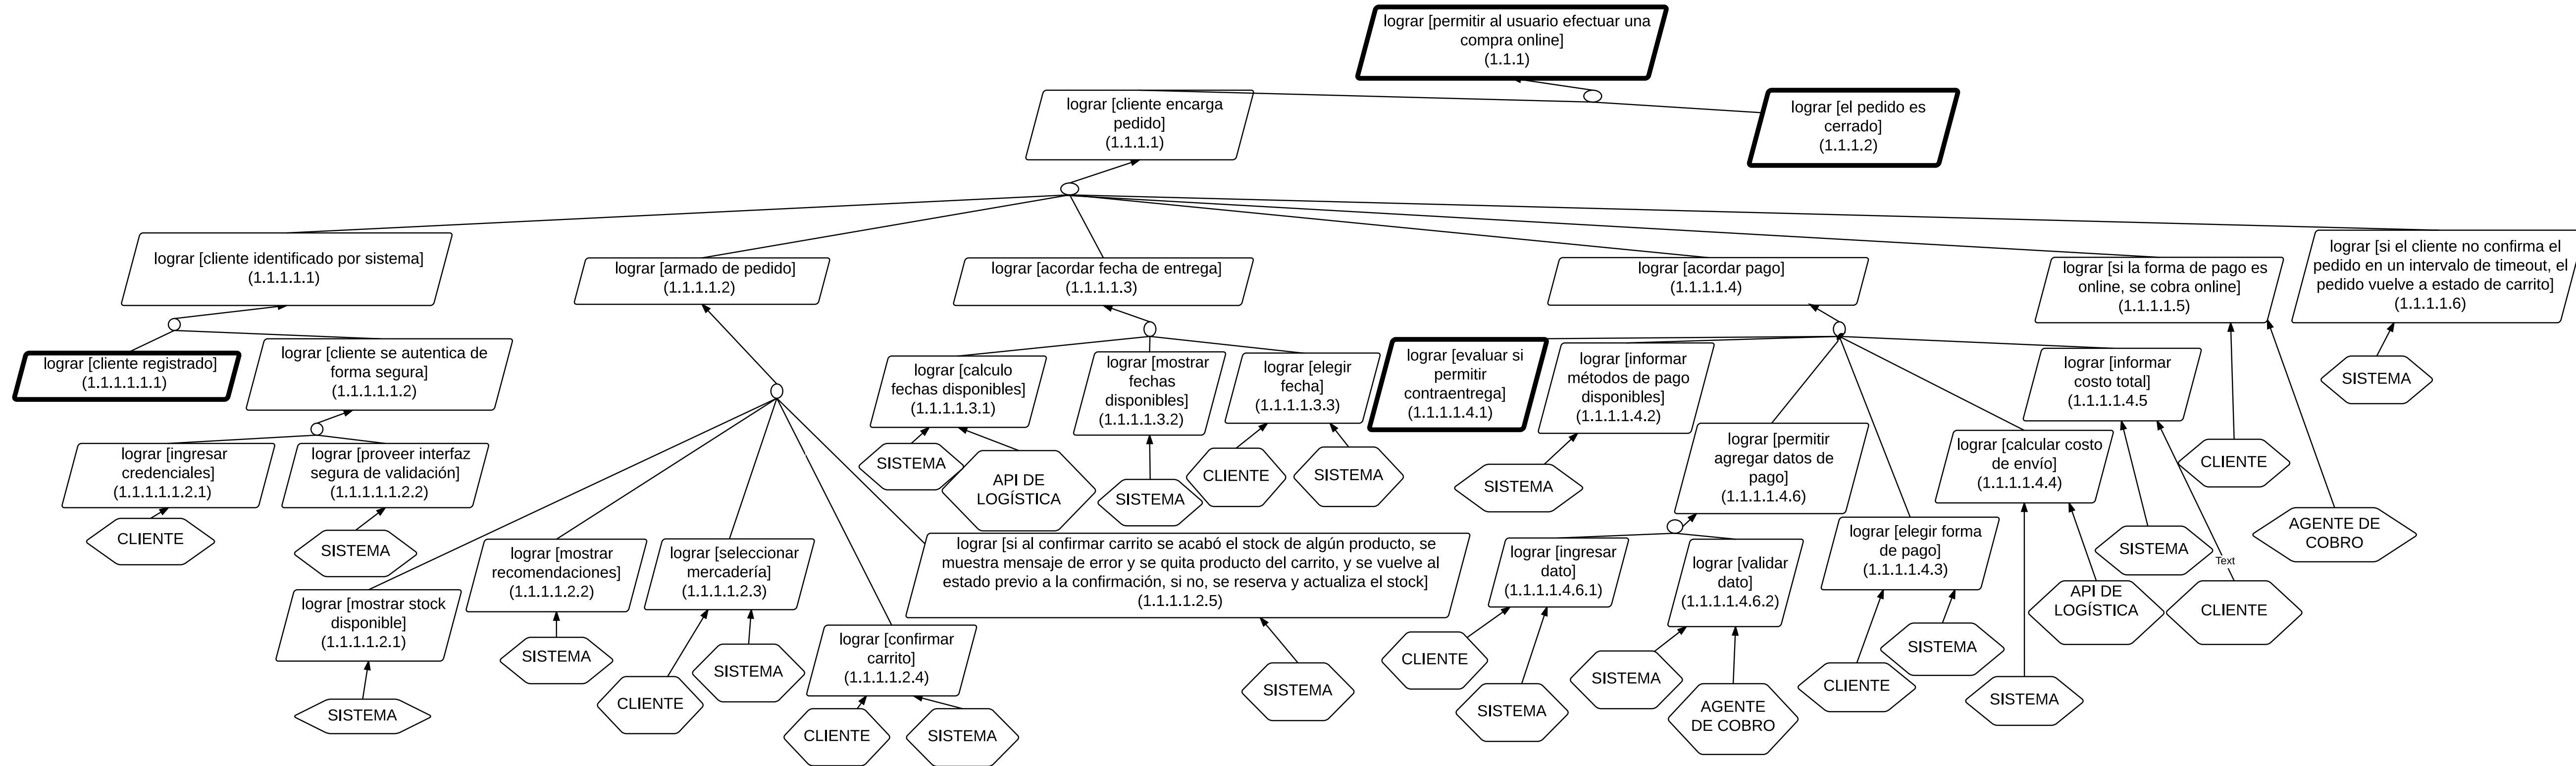 lograr [permitir al usuario efectuar una
compra online]
(1.1.1)
lograr [cliente encarga
pedido]
(1.1.1.1)
lograr [el pedido es
cerrado]
(1.1.1.2)
lograr [cliente identificado por sistema]
(1.1.1.1.1)
lograr [armado de pedido]
(1.1.1.1.2)
lograr [acordar fecha de entrega]
(1.1.1.1.3)
lograr [acordar pago]
(1.1.1.1.4)
lograr [si la forma de pago es
online, se cobra online]
(1.1.1.1.5)
lograr [si el cliente no confirma el
pedido en un intervalo de timeout, el
pedido vuelve a estado de carrito]
(1.1.1.1.6)
lograr [cliente registrado]
(1.1.1.1.1.1)
lograr [cliente se autentica de
forma segura]
(1.1.1.1.1.2)
lograr [calculo
fechas disponibles]
(1.1.1.1.3.1)
lograr [mostrar
fechas
disponibles]
(1.1.1.1.3.2)
lograr [elegir
fecha]
(1.1.1.1.3.3)
lograr [evaluar si
permitir
contraentrega]
(1.1.1.1.4.1)
lograr [informar
métodos de pago
disponibles]
(1.1.1.1.4.2)
lograr [informar
costo total]
(1.1.1.1.4.5
SISTEMA
lograr [ingresar
credenciales]
(1.1.1.1.1.2.1)
lograr [proveer interfaz
segura de validación]
(1.1.1.1.1.2.2)
SISTEMA
API DE
LOGÍSTICA
SISTEMA
CLIENTE
SISTEMA
SISTEMA
lograr [permitir
agregar datos de
pago]
(1.1.1.1.4.6)
lograr [calcular costo
de envío]
(1.1.1.1.4.4)
CLIENTE
CLIENTE
SISTEMA
lograr [mostrar stock
disponible]
(1.1.1.1.2.1)
lograr [mostrar
recomendaciones]
(1.1.1.1.2.2)
lograr [seleccionar
mercadería]
(1.1.1.1.2.3)
lograr [si al confirmar carrito se acabó el stock de algún producto, se
muestra mensaje de error y se quita producto del carrito, y se vuelve al
estado previo a la confirmación, si no, se reserva y actualiza el stock]
(1.1.1.1.2.5)
lograr [ingresar
dato]
(1.1.1.1.4.6.1)
lograr [validar
dato]
(1.1.1.1.4.6.2)
lograr [elegir forma
de pago]
(1.1.1.1.4.3)
SISTEMA
Text
AGENTE DE
COBRO
API DE
LOGÍSTICA
CLIENTE
SISTEMA
lograr [confirmar
carrito]
(1.1.1.1.2.4)
SISTEMA
CLIENTE
SISTEMA
SISTEMA
CLIENTE
SISTEMA
CLIENTE
SISTEMA
SISTEMA
CLIENTE
SISTEMA
SISTEMA
AGENTE
DE COBRO
SISTEMA
CLIENTE
SISTEMA